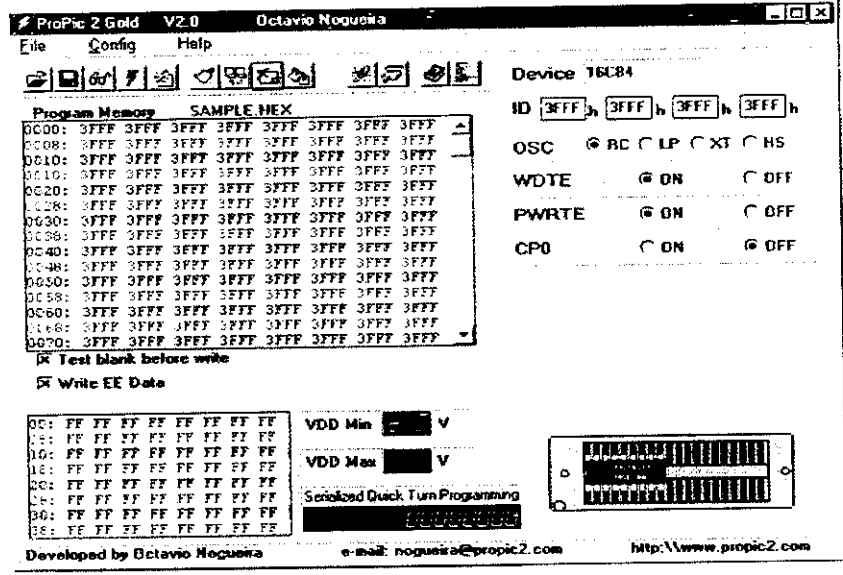 ProPic 2 Gold V2.0 Octavio Nogueira
File Config Help
Device 16C84
Program Memory SAMPLE.HEX
ID 3FFF h 3FFF h 3FFF h 3FFF h
OSC RC LP XT HS
WDTE ON OFF
PWRTE ON OFF
CP0 ON OFF
0000: 3FFF 3FFF 3FFF 3FFF 3FFF 3FFF 3FFF 3FFF
0008: 3FFF 3FFF 3FFF 3FFF 3FFF 3FFF 3FFF 3FFF
0010: 3FFF 3FFF 3FFF 3FFF 3FFF 3FFF 3FFF 3FFF
0018: 3FFF 3FFF 3FFF 3FFF 3FFF 3FFF 3FFF 3FFF
0020: 3FFF 3FFF 3FFF 3FFF 3FFF 3FFF 3FFF 3FFF
0028: 3FFF 3FFF 3FFF 3FFF 3FFF 3FFF 3FFF 3FFF
0030: 3FFF 3FFF 3FFF 3FFF 3FFF 3FFF 3FFF 3FFF
0038: 3FFF 3FFF 3FFF 3FFF 3FFF 3FFF 3FFF 3FFF
0040: 3FFF 3FFF 3FFF 3FFF 3FFF 3FFF 3FFF 3FFF
0048: 3FFF 3FFF 3FFF 3FFF 3FFF 3FFF 3FFF 3FFF
0050: 3FFF 3FFF 3FFF 3FFF 3FFF 3FFF 3FFF 3FFF
0058: 3FFF 3FFF 3FFF 3FFF 3FFF 3FFF 3FFF 3FFF
0060: 3FFF 3FFF 3FFF 3FFF 3FFF 3FFF 3FFF 3FFF
0068: 3FFF 3FFF 3FFF 3FFF 3FFF 3FFF 3FFF 3FFF
0070: 3FFF 3FFF 3FFF 3FFF 3FFF 3FFF 3FFF 3FFF
Test blank before write
Write EE Data
00: FF FF FF FF FF FF FF FF
08: FF FF FF FF FF FF FF FF
10: FF FF FF FF FF FF FF FF
18: FF FF FF FF FF FF FF FF
20: FF FF FF FF FF FF FF FF
28: FF FF FF FF FF FF FF FF
30: FF FF FF FF FF FF FF FF
38: FF FF FF FF FF FF FF FF
VDD Min V
VDD Max V
Serialized Quick Turn Programming
Developed by Octavio Nogueira e-mail: nogueira@propic2.com http:\\www.propic2.com